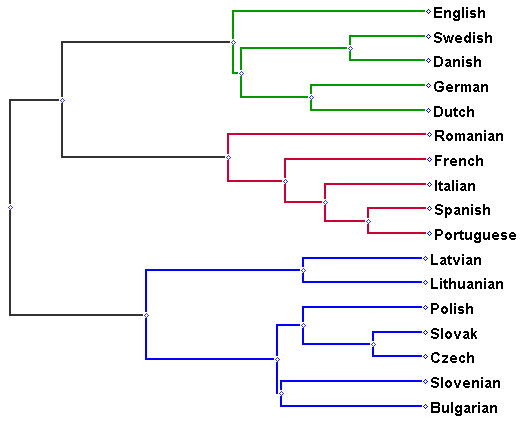 English
Swedish
Danish
German
Dutch
Romanian
French
Italian
Spanish
Portuguese
Latvian
Lithuanian
Polish
Slovak
Czech
Slovenian
Bulgarian